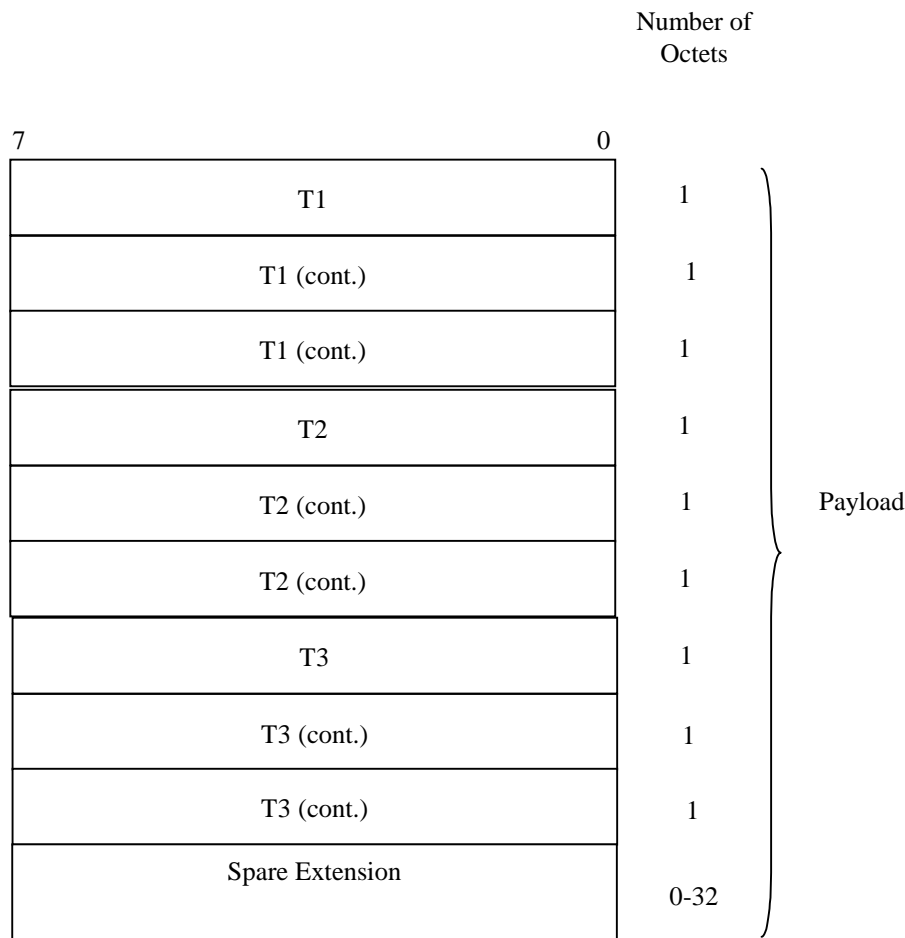 Number of
Octets
7 0
T1 1
T1 (cont.) 1
T1 (cont.) 1
T2 1
T2 (cont.) 1
Payload
T2 (cont.) 1
T3 1
T3 (cont.) 1
T3 (cont.) 1
Spare Extension
0-32